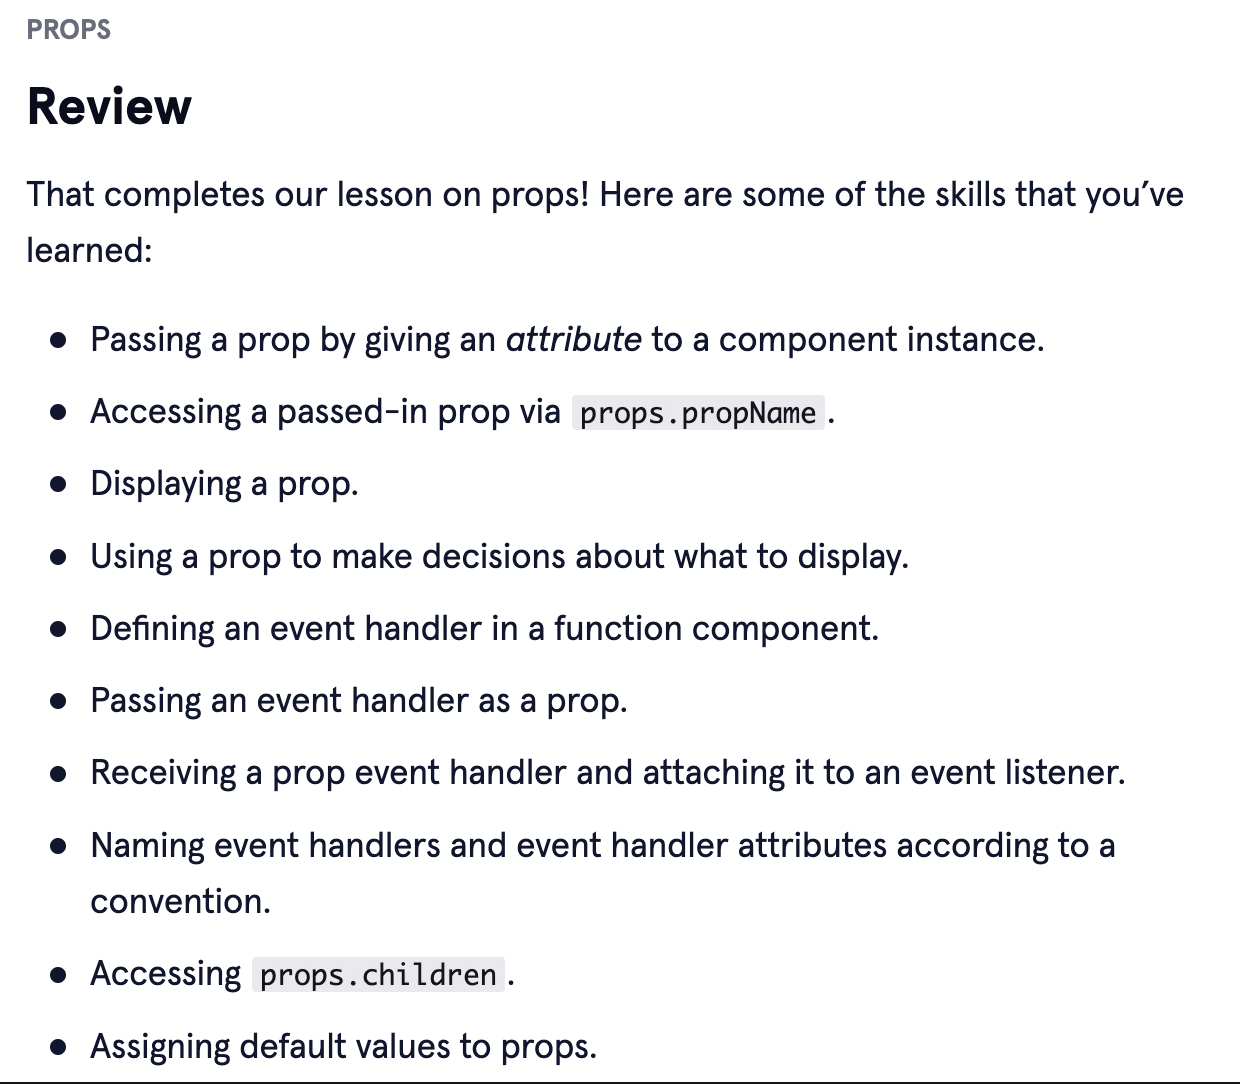 PROPS
Review
That completes our lesson on props! Here are some of the skills that you’ve
learned:
● Passing a prop by giving an attribute to a component instance.
● Accessing a passed-in prop via props.propName.
● Displaying a prop.
● Using a prop to make decisions about what to display.
● Defining an event handler in a function component.
● Passing an event handler as a prop.
● Receiving a prop event handler and attaching it to an event listener.
● Naming event handlers and event handler attributes according to a
convention.
● Accessing props.children.
● Assigning default values to props.